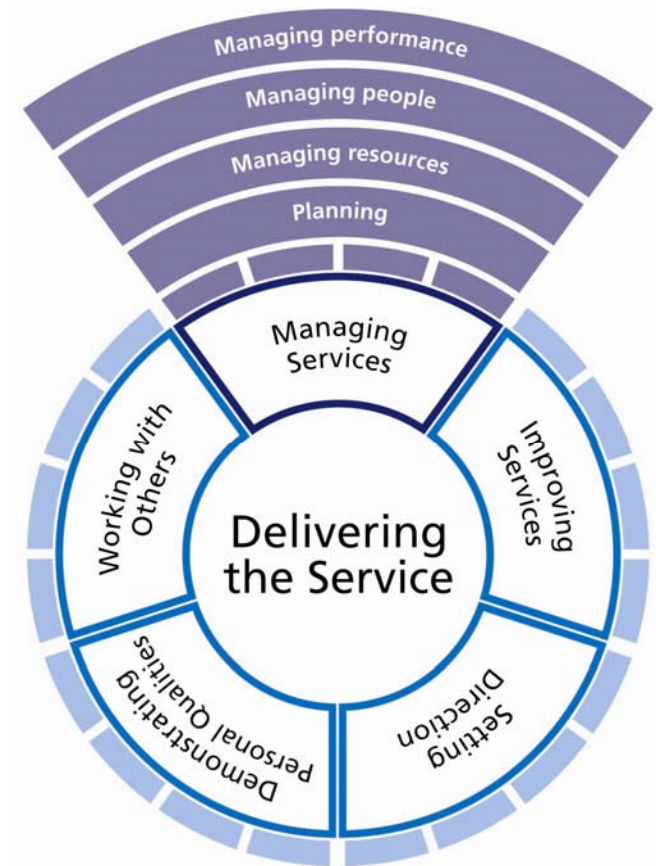 Managing performance
Managing people
Managing resources
Planning
Managing
Services
Working with
Others
Improving
Services
Delivering
the Service
Demonstrating
Personal Qualities
Setting
Direction